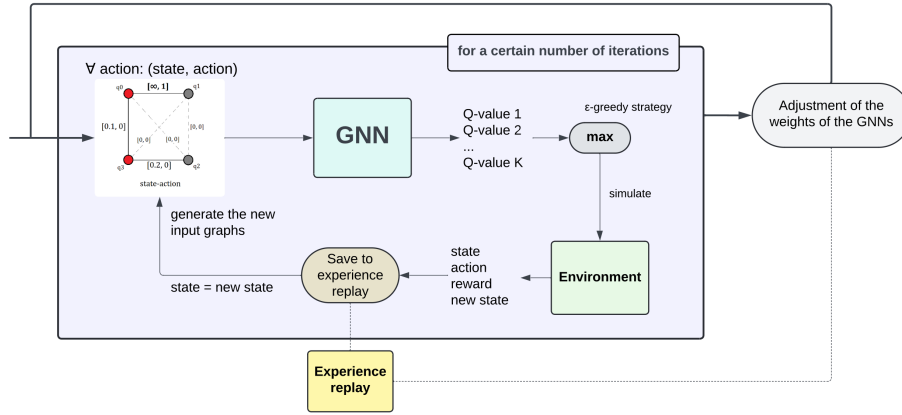 for a certain number of iterations
∀ action: (state, action)
q0
[∞, 1]
q1
[0.1, 0]
[0, 0]
[0, 0]
[0, 0]
q3
[0.2, 0]
q2
state-action
GNN
Q-value 1
Q-value 2
...
Q-value K
ε-greedy strategy
max
Adjustment of the
weights of the GNNs
simulate
generate the new
input graphs
state = new state
Save to
experience
replay
state
action
reward
new state
Environment
Experience
replay